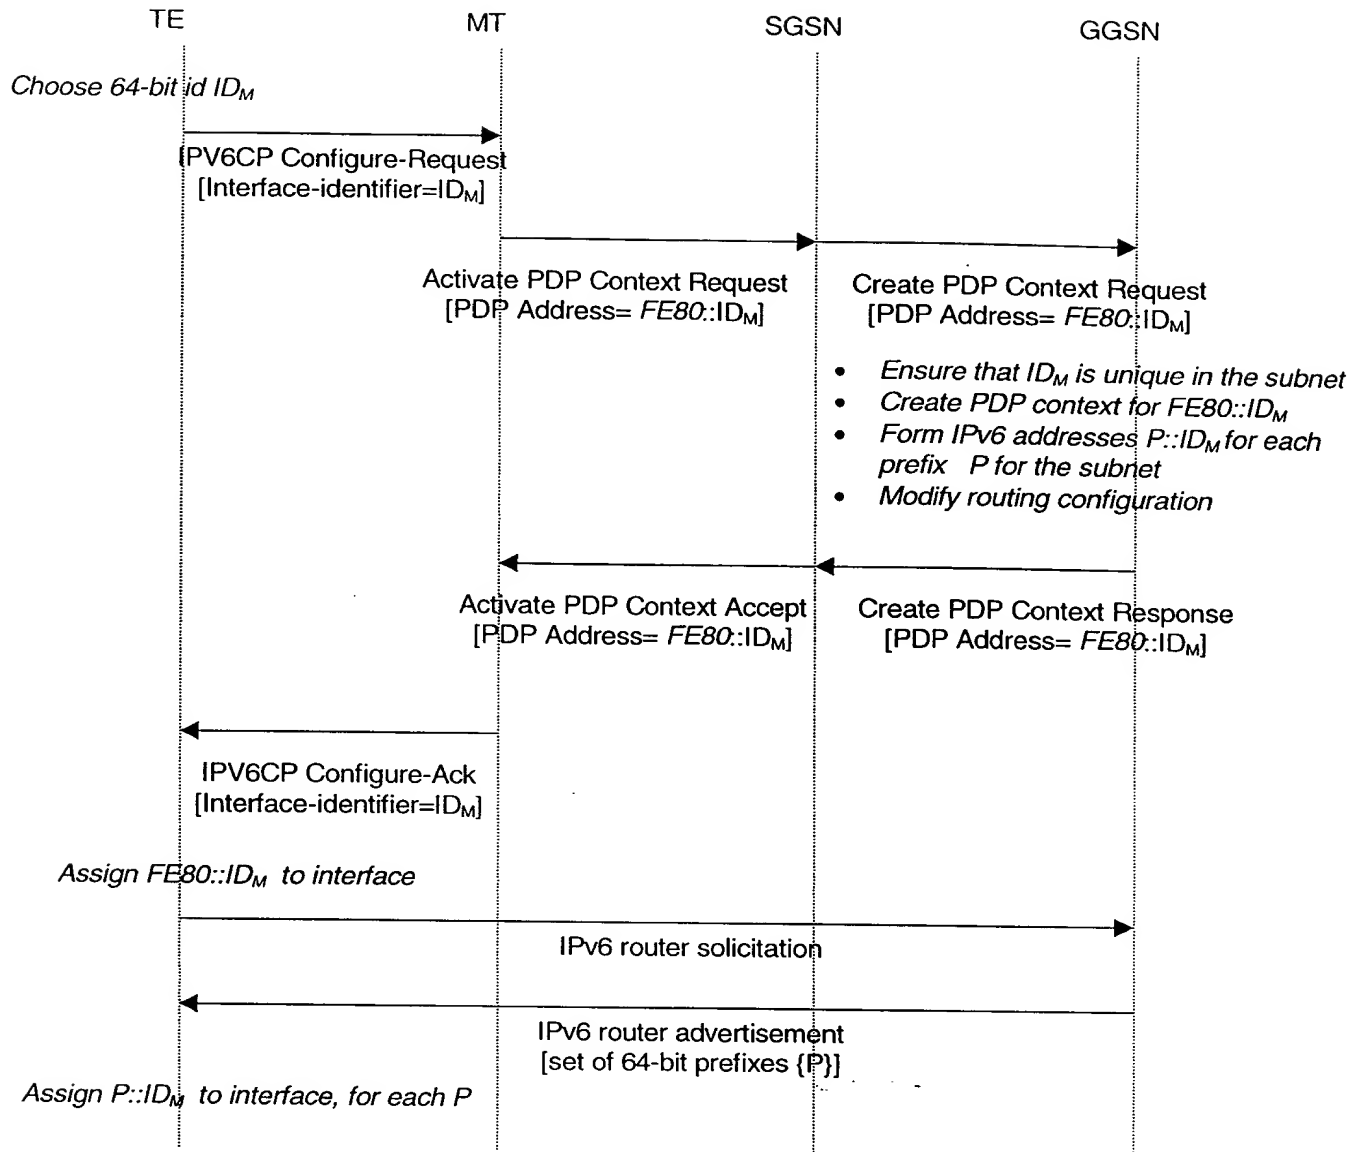 TE MT SGSN GGSN
Choose 64-bit id IDM
IPV6CP Configure-Request
[Interface-identifier=IDM]
Activate PDP Context Request
[PDP Address= FE80::IDM]
Create PDP Context Request
[PDP Address= FE80::IDM]
• Ensure that IDM is unique in the subnet
• Create PDP context for FE80::IDM
• Form IPv6 addresses P::IDM for each
prefix P for the subnet
• Modify routing configuration
Activate PDP Context Accept
[PDP Address= FE80::IDM]
Create PDP Context Response
[PDP Address= FE80::IDM]
IPV6CP Configure-Ack
[Interface-identifier=IDM]
Assign FE80::IDM to interface
IPv6 router solicitation
IPv6 router advertisement
[set of 64-bit prefixes {P}]
Assign P::IDM to interface, for each P